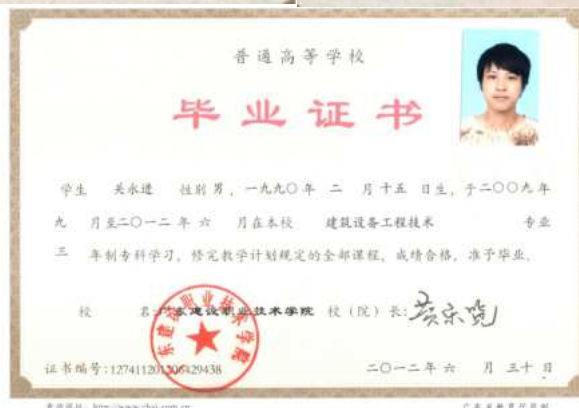 普通高等学校
毕业证书
学生 关永进 性别 男，一九九〇年 二 月 十五 日生，于二〇〇九年
九 月至二〇一二 年 六 月在本校 建筑设备工程技术 专业
三 年制专科学习，修完教学计划规定的全部课程，成绩合格，准予毕业。
校 名：广东建设职业技术学院 校（院）长：
证书编号：127411201206429438 二〇一二年 六 月 三十 日